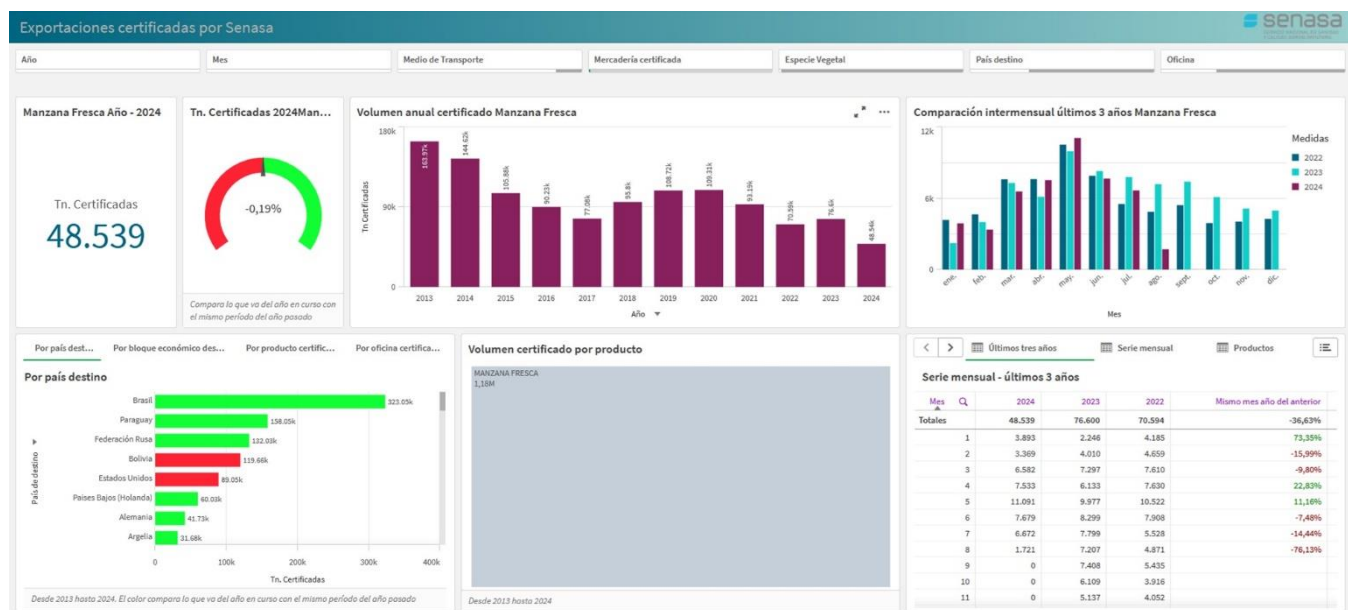 Exportaciones certificadas por Senasa
senasa
Año
Mes
Medio de Transporte
Mercadería certificada
Especie Vegetal
País destino
Oficina
Manzana Fresca Año - 2024
Tn. Certificadas
48.539
Tn. Certificadas 2024Man...
-0,19%
Compara lo que va del año en curso con
el mismo período del año pasado
Volumen anual certificado Manzana Fresca
180k
90k
0
Tn Certificadas
163.97k
144.62k
105.88k
90.23k
77.08k
95.8k
108.72k
109.31k
93.19k
70.59k
76.6k
48.54k
2013
2014
2015
2016
2017
2018
2019
2020
2021
2022
2023
2024
Año
Comparación intermensual últimos 3 años Manzana Fresca
12k
6k
0
ene.
feb.
mar.
abr.
may.
jun.
jul.
ago.
sept.
oct.
nov.
dic.
Mes
Medidas
2022
2023
2024
Por país dest...
Por bloque económico des...
Por producto certific...
Por oficina certifica...
Por país destino
País de destino
Brasil 323.05k
Paraguay 158.05k
Federación Rusa 132.03k
Bolivia 119.66k
Estados Unidos 89.05k
Paises Bajos (Holanda) 60.03k
Alemania 41.73k
Argelia 31.68k
0 100k 200k 300k 400k
Tn. Certificadas
Desde 2013 hasta 2024. El color compara lo que va del año en curso con el mismo período del año pasado
Volumen certificado por producto
MANZANA FRESCA
1,18M
Desde 2013 hasta 2024
Últimos tres años
Serie mensual
Productos
Serie mensual - últimos 3 años
Mes 2024 2023 2022 Mismo mes año del anterior
Totales 48.539 76.600 70.594 -36,63%
1 3.893 2.246 4.185 73,35%
2 3.369 4.010 4.659 -15,99%
3 6.582 7.297 7.610 -9,80%
4 7.533 6.133 7.630 22,83%
5 11.091 9.977 10.522 11,16%
6 7.679 8.299 7.908 -7,48%
7 6.672 7.799 5.528 -14,44%
8 1.721 7.207 4.871 -76,13%
9 0 7.408 5.435
10 0 6.109 3.916
11 0 5.137 4.052